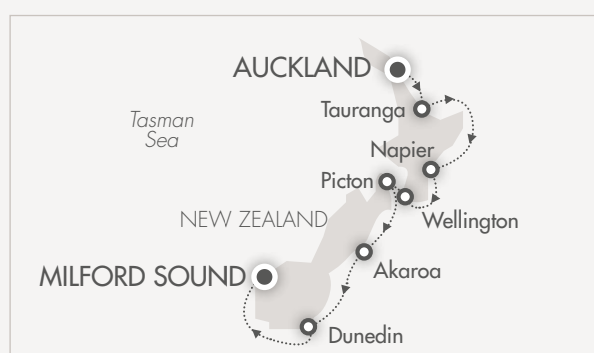 AUCKLAND
Tauranga
Tasman
Sea
Napier
Picton
NEW ZEALAND
Wellington
Akaroa
MILFORD SOUND
Dunedin